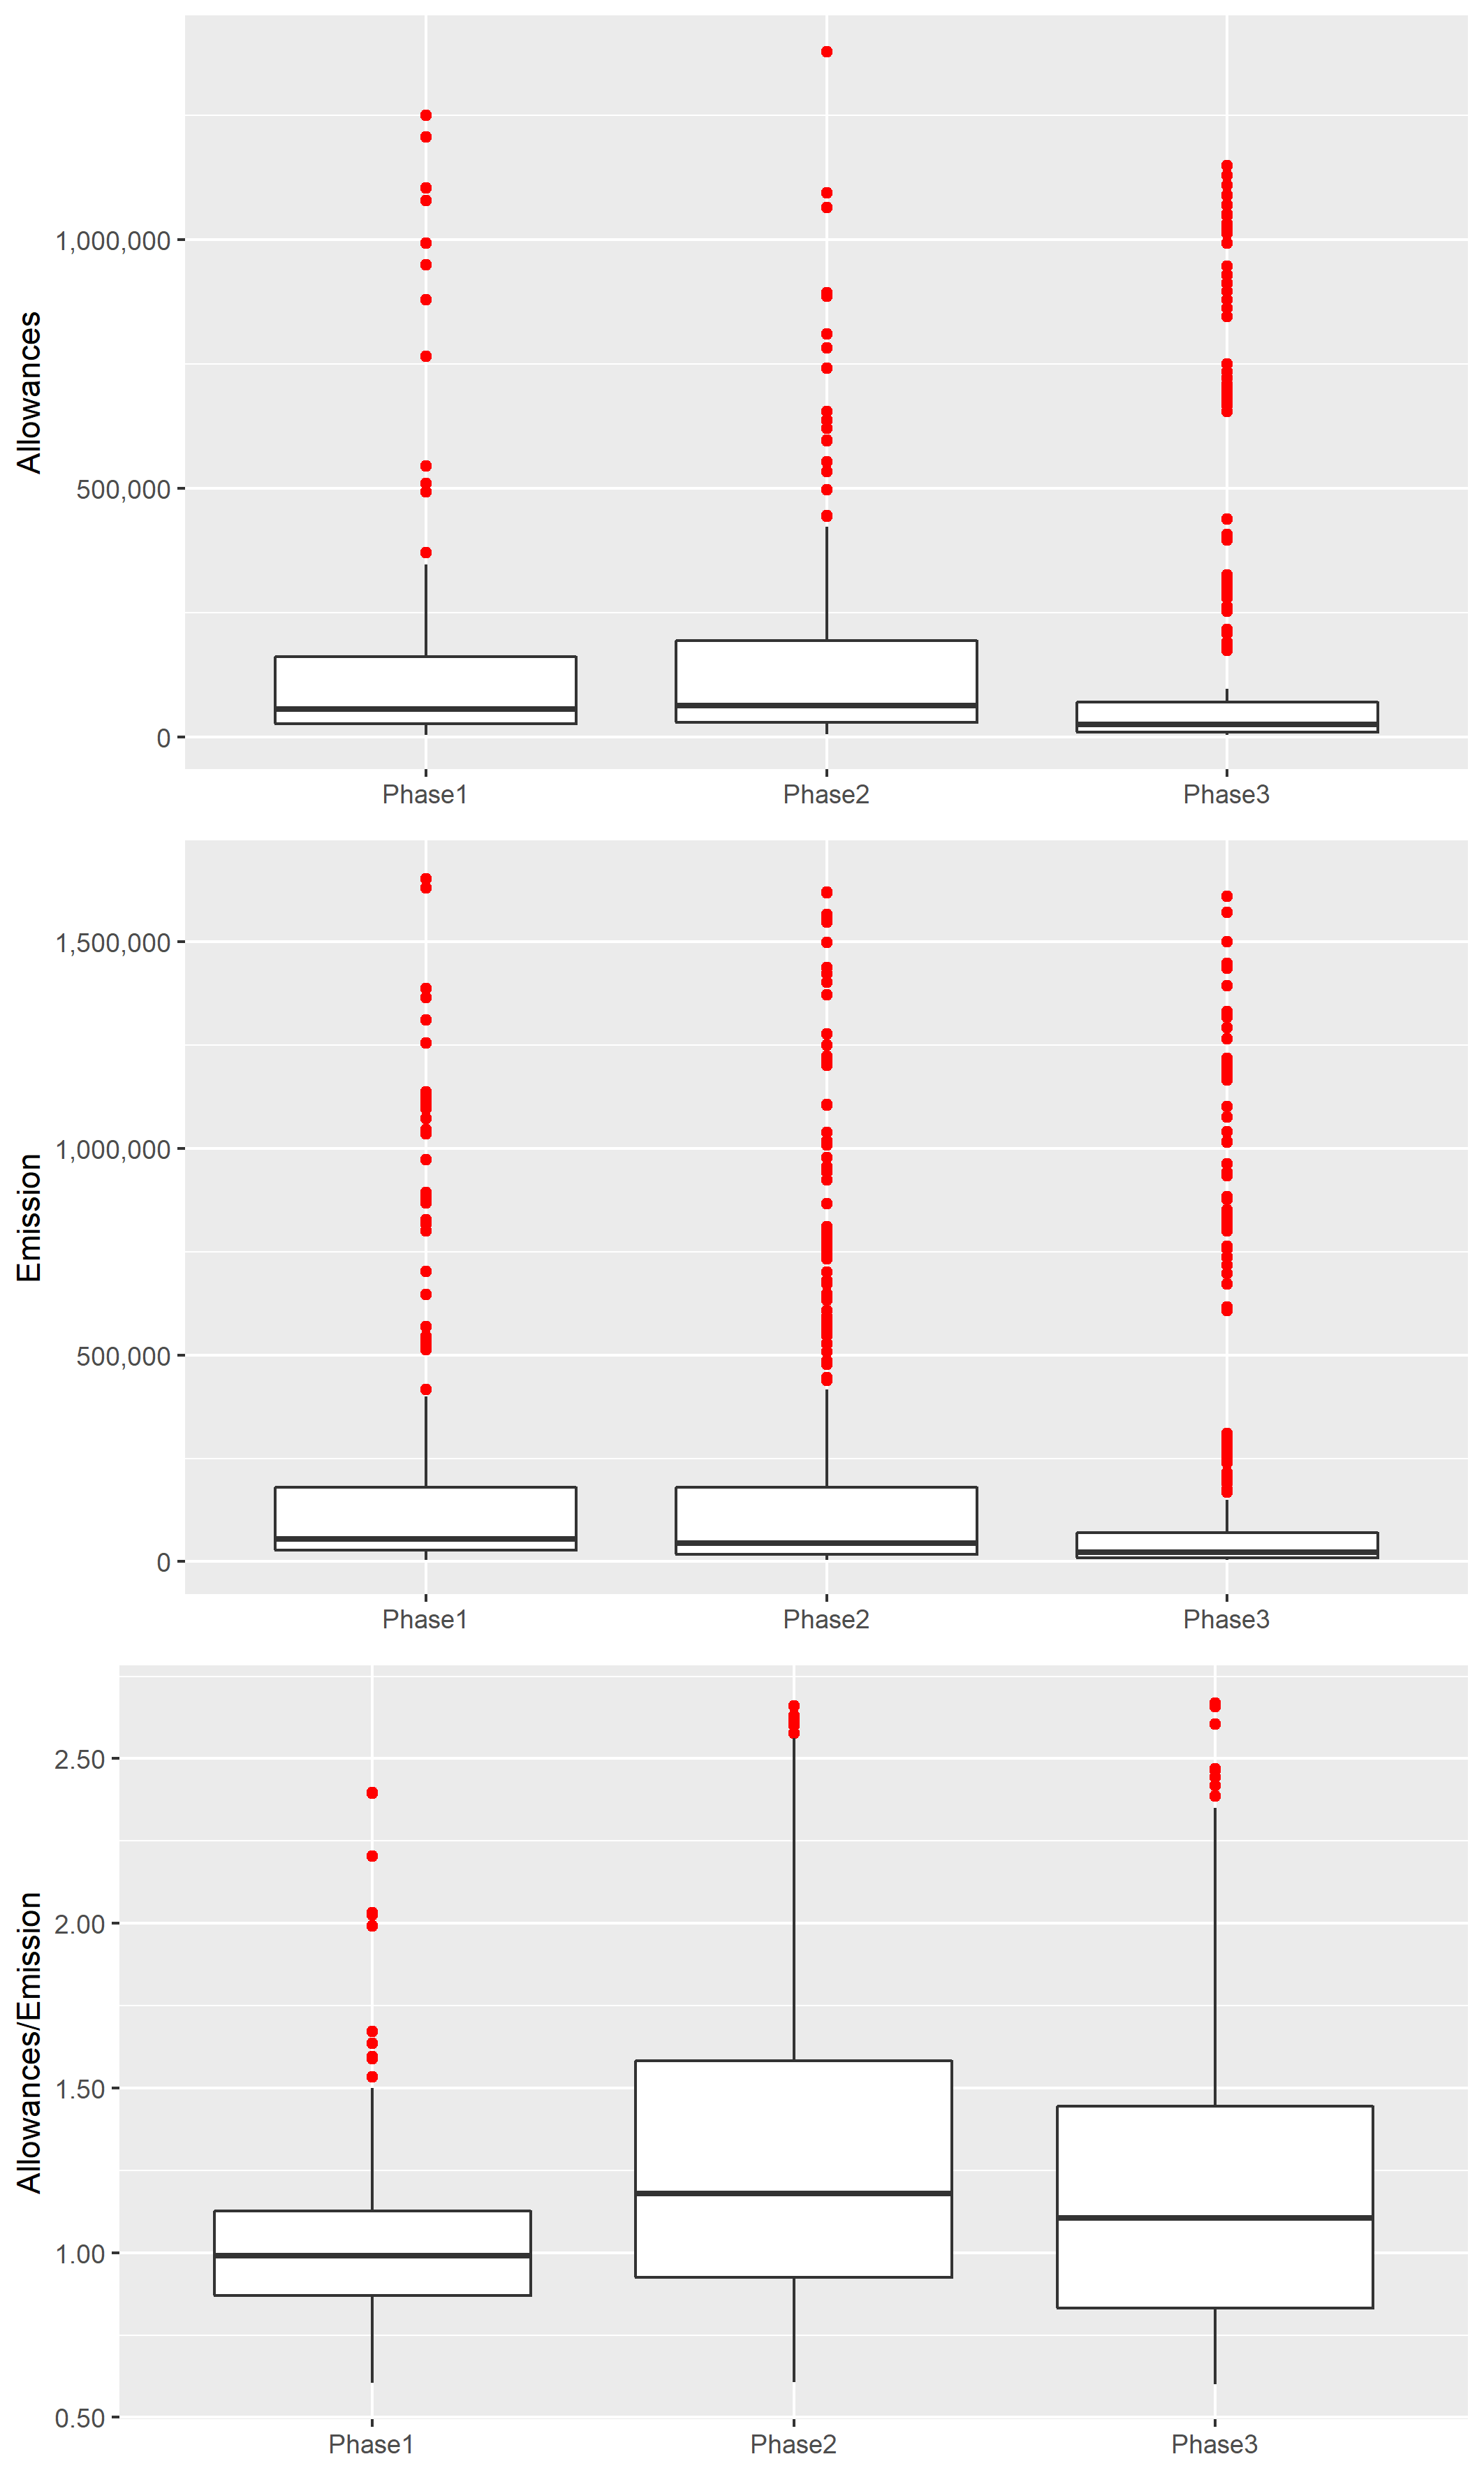 Allowances
1,000,000
500,000
0
Phase1 Phase2 Phase3
Emission
1,500,000
1,000,000
500,000
0
Phase1 Phase2 Phase3
Allowances/Emission
2.50
2.00
1.50
1.00
0.50
Phase1 Phase2 Phase3